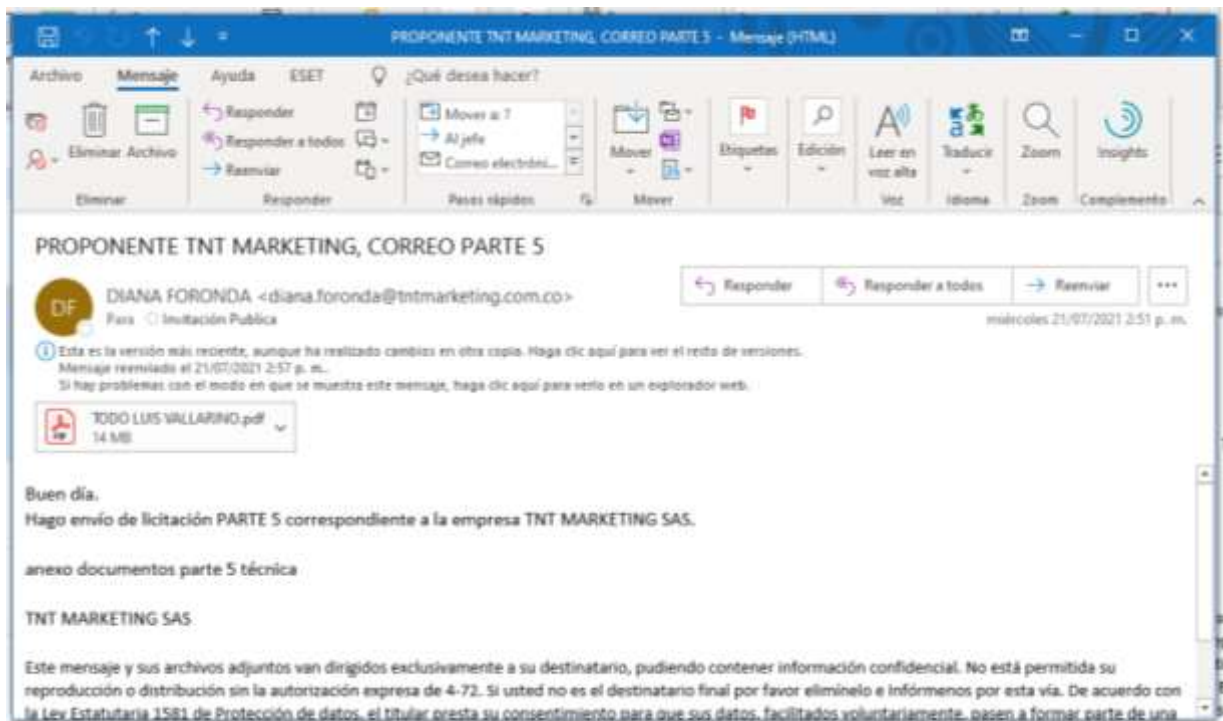 PROPONENTE TNT MARKETING, CORREO PARTE 5 - Mensaje (HTML)
Archivo Mensaje Ayuda ESET ¿Qué desea hacer?
Eliminar Archivo
Responder
Responder a todos
Reenviar
Mover a: ?
Al jefe
Correo electróni...
Mover
Etiquetas
Edición
Leer en voz alta
Traducir
Zoom
Insights
Eliminar Responder Pasos rápidos Mover Voz Idioma Zoom Complemento
PROPONENTE TNT MARKETING, CORREO PARTE 5
DF
DIANA FORONDA <diana.foronda@tntmarketing.com.co>
Para Invitación Publica
Responder Responder a todos Reenviar
miércoles 21/07/2021 2:51 p. m.
Esta es la versión más reciente, aunque ha realizado cambios en otra copia. Haga clic aquí para ver el resto de versiones.
Mensaje reenviado el 21/07/2021 2:57 p. m..
Si hay problemas con el modo en que se muestra este mensaje, haga clic aquí para verlo en un explorador web.
TODO LUIS VALLARINO.pdf
14 MB
Buen día.
Hago envío de licitación PARTE 5 correspondiente a la empresa TNT MARKETING SAS.
anexo documentos parte 5 técnica
TNT MARKETING SAS
Este mensaje y sus archivos adjuntos van dirigidos exclusivamente a su destinatario, pudiendo contener información confidencial. No está permitida su
reproducción o distribución sin la autorización expresa de 4-72. Si usted no es el destinatario final por favor elimínelo e Infórmenos por esta vía. De acuerdo con
la Ley Estatutaria 1581 de Protección de datos, el titular presta su consentimiento para que sus datos, facilitados voluntariamente, pasen a formar parte de una